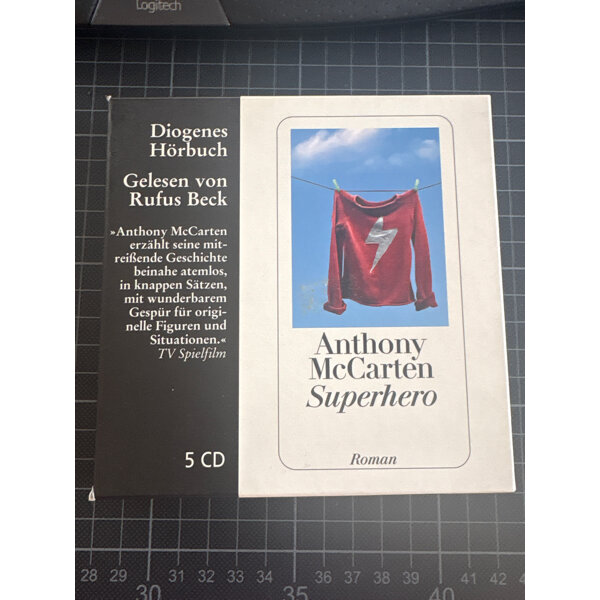 Logitech
Diogenes
Hörbuch
Gelesen von
Rufus Beck
»Anthony McCarten
erzählt seine mit-
reißende Geschichte
beinahe atemlos,
in knappen Sätzen,
mit wunderbarem
Gespür für origi-
nelle Figuren und
Situationen.«
TV Spielfilm
5 CD
Anthony
McCarten
Superhero
Roman
28 29 30 31 32 33 34 35 36 37 38 39 40 41 42